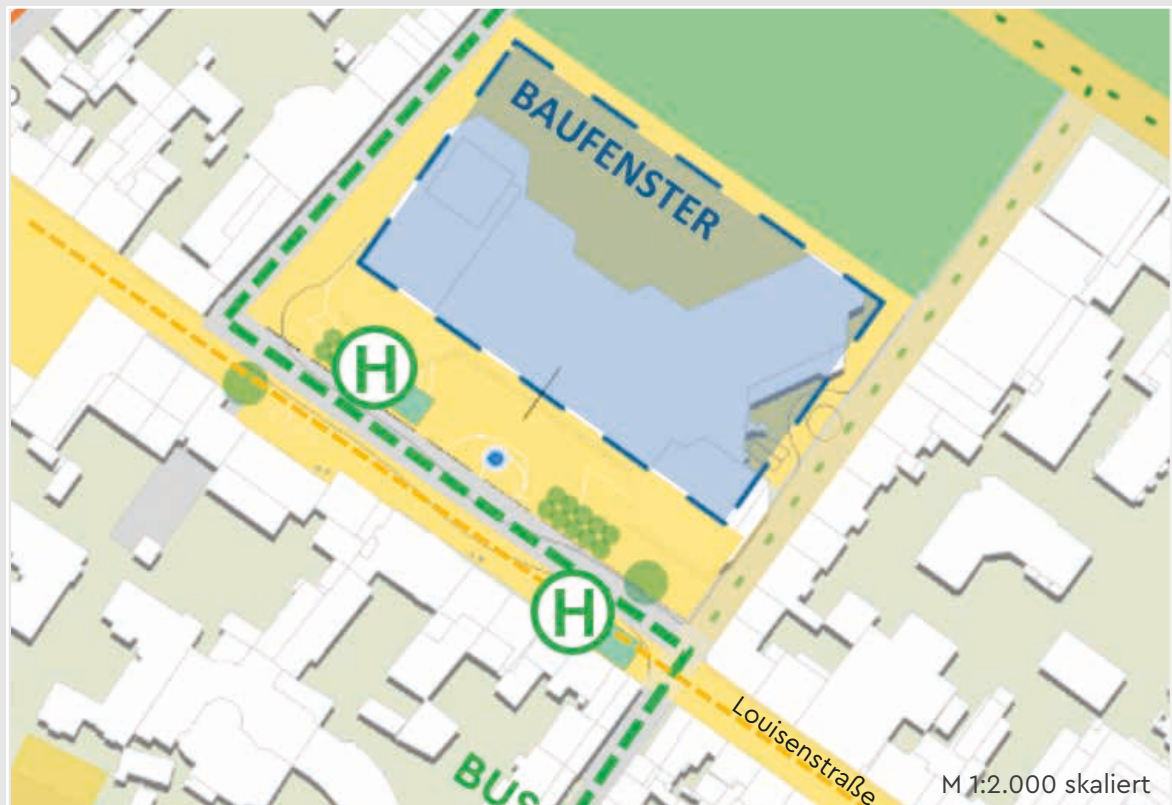 BAUFENSTER
H
H
Louisenstraße
BUS
M 1:2.000 skaliert